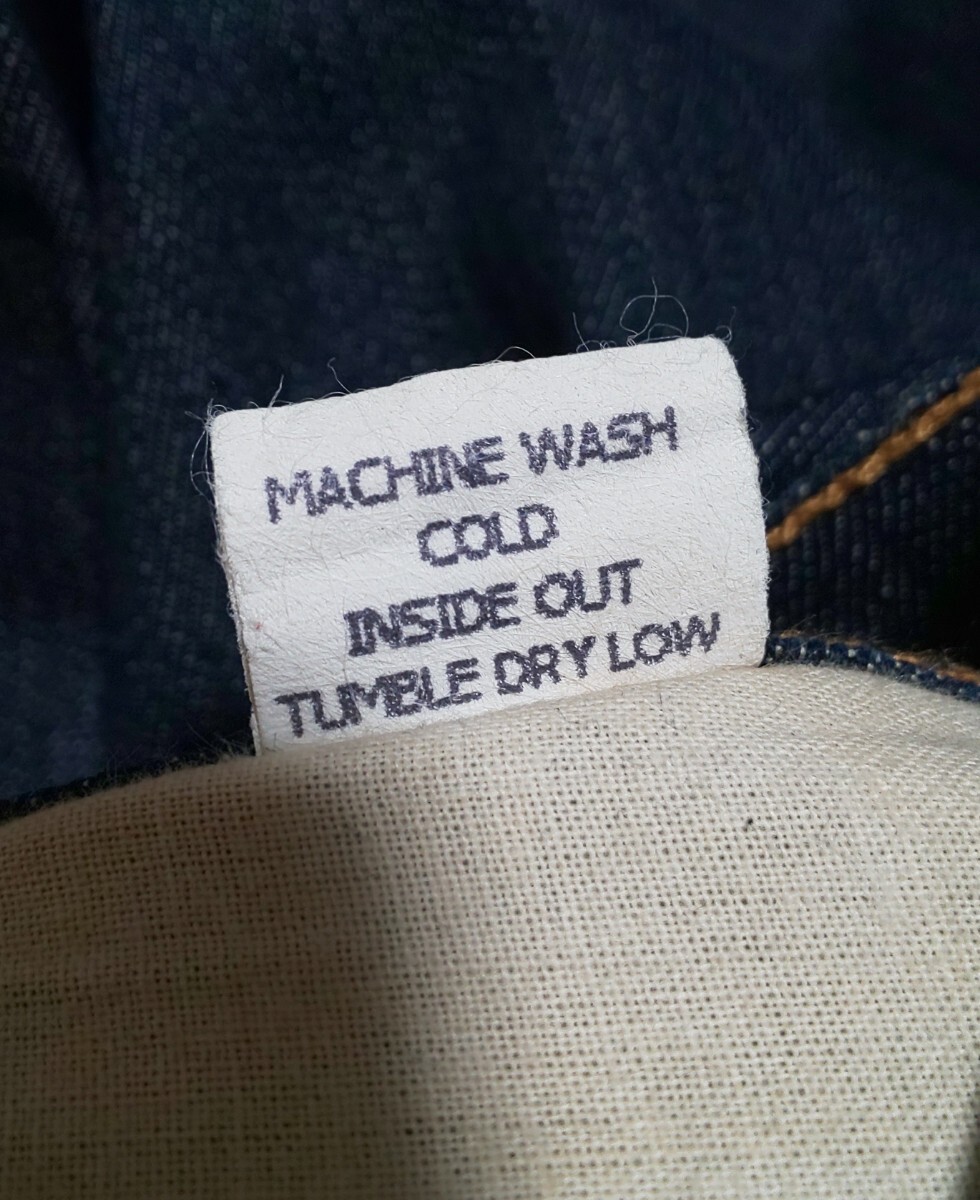 MACHINE WASH
COLD
INSIDE OUT
TUMBLE DRY LOW